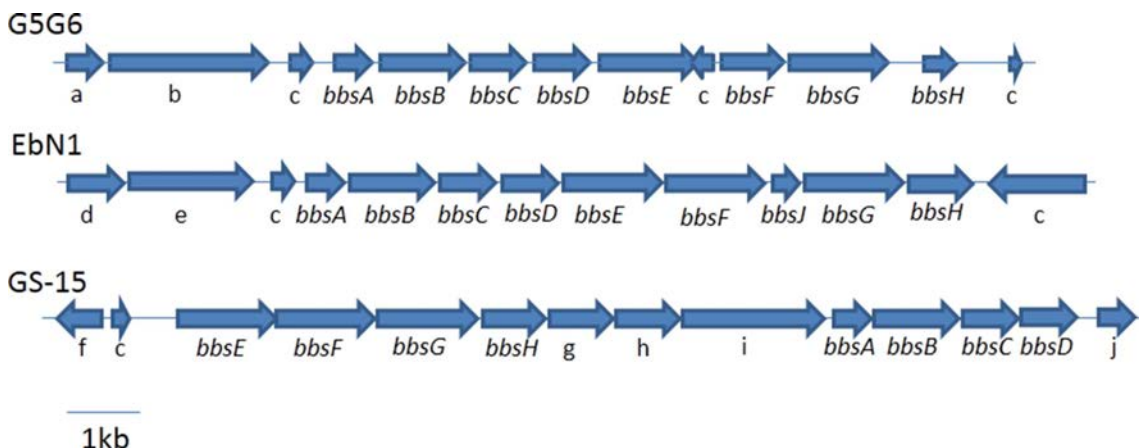 G5G6
a b c bbsA bbsB bbsC bbsD bbsE c bbsF bbsG bbsH c
EbN1
d e c bbsA bbsB bbsC bbsD bbsE bbsF bbsJ bbsG bbsH c
GS-15
f c bbsE bbsF bbsG bbsH g h i bbsA bbsB bbsC bbsD j
1kb